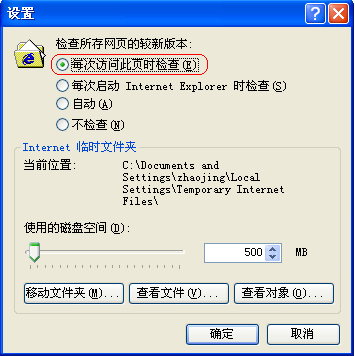 设置
检查所存网页的较新版本:
每次访问此页时检查(E)
每次启动 Internet Explorer 时检查(S)
自动(A)
不检查(N)
Internet 临时文件夹
当前位置:
C:\Documents and
Settings\zhaojing\Local
Settings\Temporary Internet
Files\
使用的磁盘空间(D):
500 MB
移动文件夹(M)... 查看文件(V)... 查看对象(O)...
确定 取消